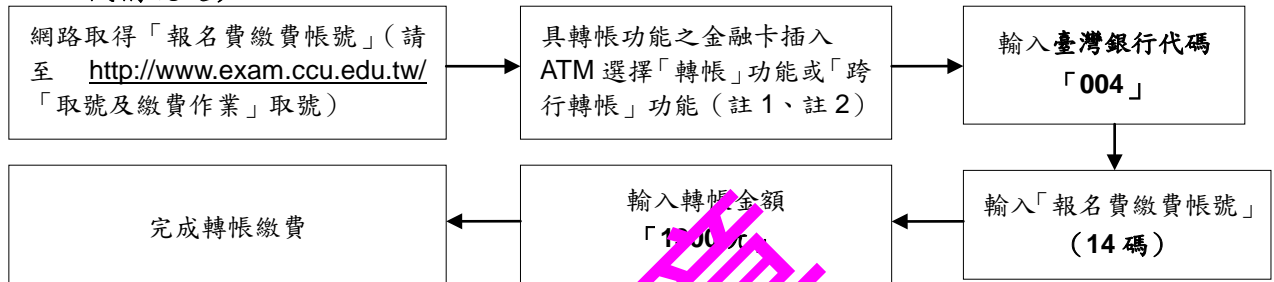 網路取得「報名費繳費帳號」（請
至 http://www.exam.ccu.edu.tw/
「取號及繳費作業」取號）
具轉帳功能之金融卡插入
ATM 選擇「轉帳」功能或「跨
行轉帳」功能（註 1、註 2）
輸入臺灣銀行代碼
「004」
輸入「報名費繳費帳號」
（14 碼）
輸入轉帳金額
完成轉帳繳費